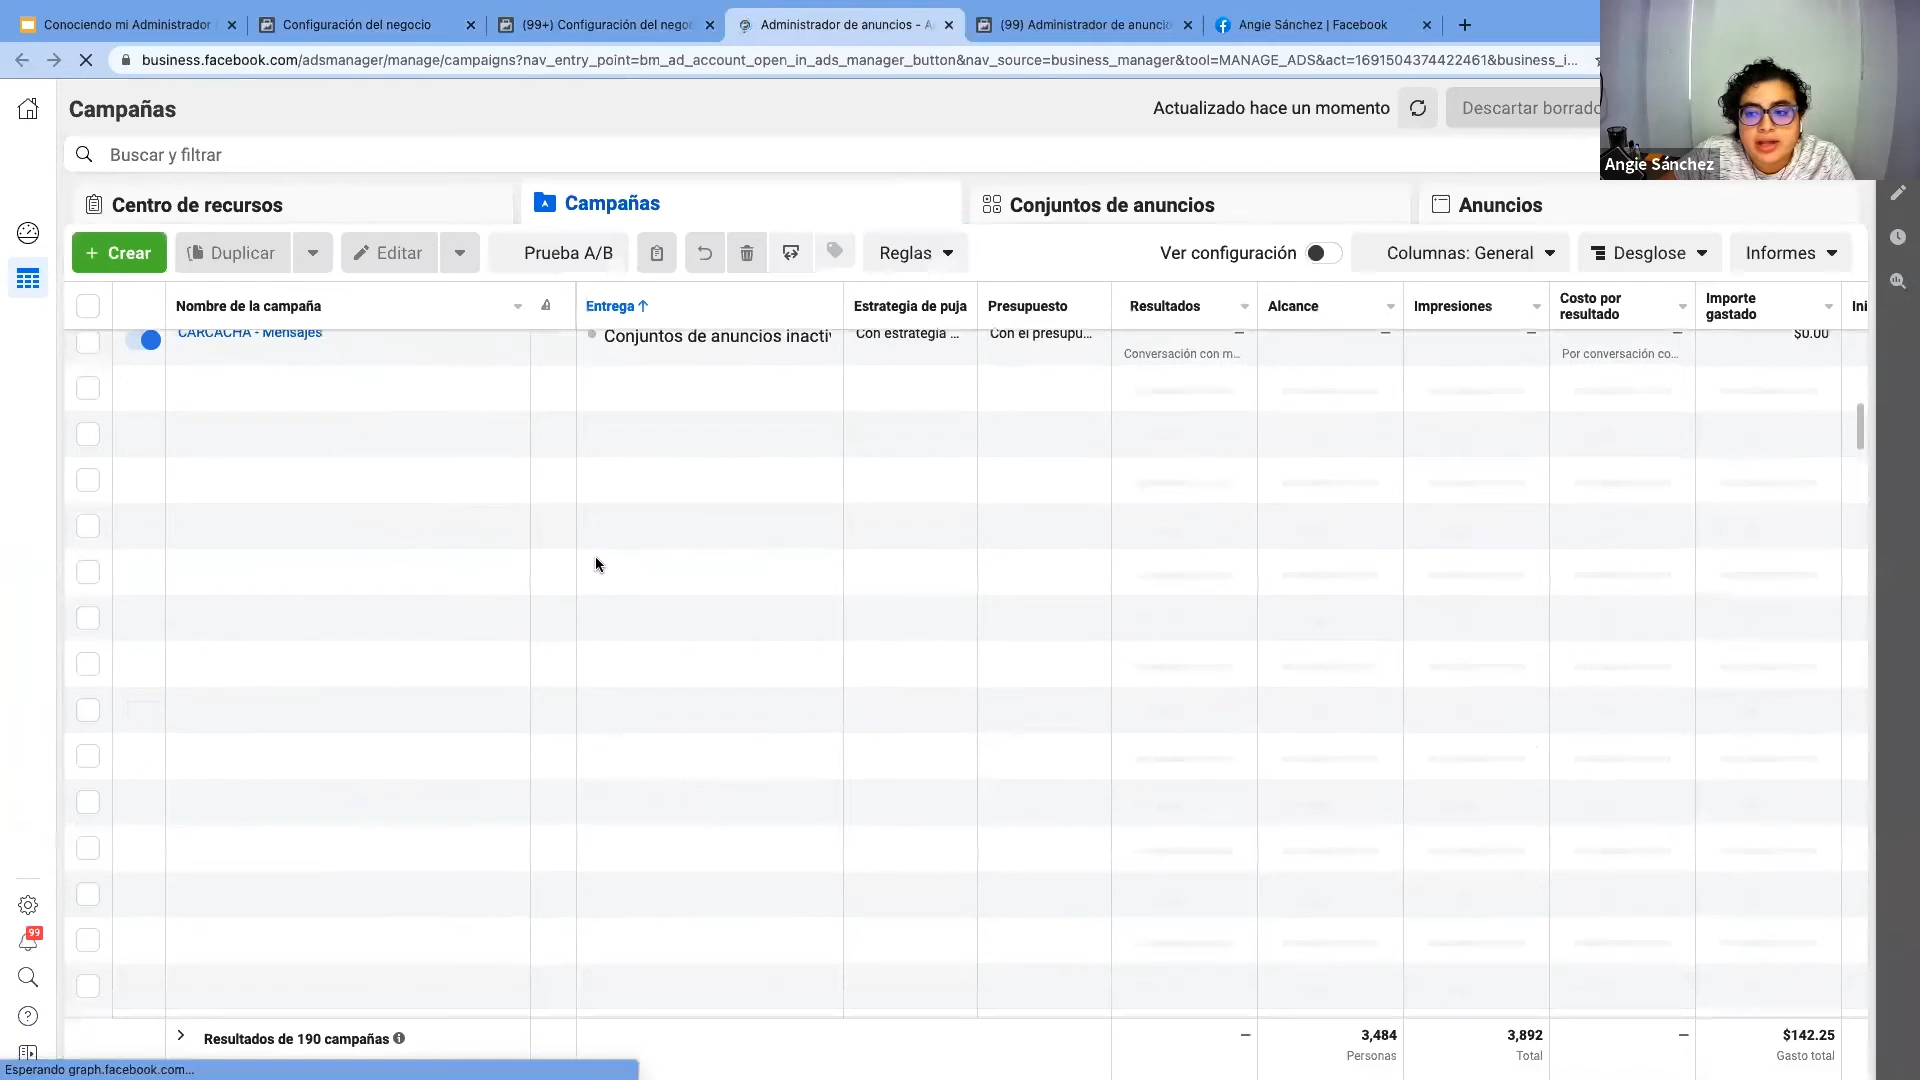 Conociendo mi Administrador
Configuración del negocio
(99+) Configuración del nego
Administrador de anuncios - A
(99) Administrador de anuncio
Angie Sánchez | Facebook
business.facebook.com/adsmanager/manage/campaigns?nav_entry_point=bm_ad_account_open_in_ads_manager_button&nav_source=business_manager&tool=MANAGE_ADS&act=1691504374422461&business_i...
Campañas
Actualizado hace un momento
Descartar borrado
Angie Sánchez
Buscar y filtrar
Centro de recursos
Campañas
Conjuntos de anuncios
Anuncios
+ Crear
Duplicar
Editar
Prueba A/B
Reglas
Ver configuración
Columnas: General
Desglose
Informes
Nombre de la campaña
Entrega ↑
Estrategia de puja
Presupuesto
Resultados
Alcance
Impresiones
Costo por
resultado
Importe
gastado
Ini
CARCACHA - Mensajes
Conjuntos de anuncios inacti
Con estrategia ...
Con el presupu...
—
Conversación con m...
—
—
—
Por conversación co...
$0.00
99
Resultados de 190 campañas
—
3,484
Personas
3,892
Total
—
$142.25
Gasto total
Esperando graph.facebook.com...